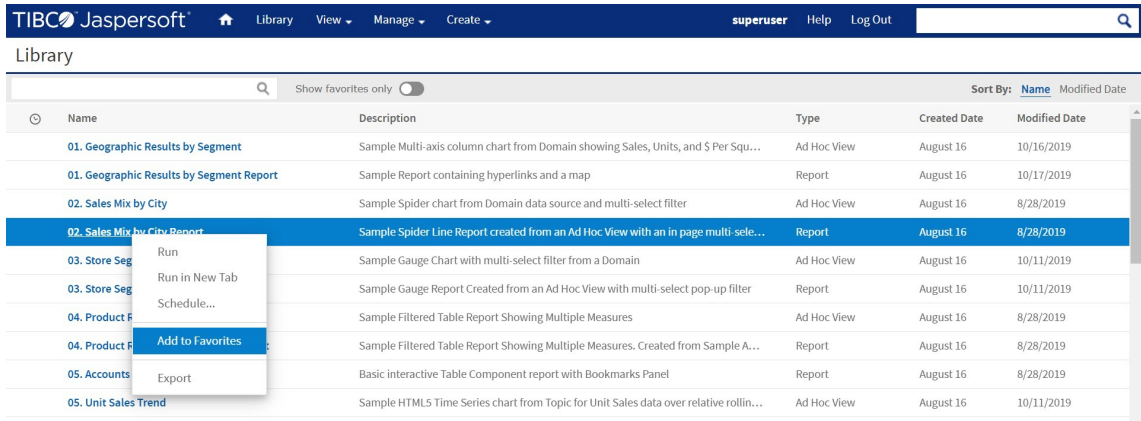 TIBCO Jaspersoft® Library View Manage Create superuser Help Log Out
Library
Show favorites only Sort By: Name Modified Date
Name Description Type Created Date Modified Date
01. Geographic Results by Segment Sample Multi-axis column chart from Domain showing Sales, Units, and $ Per Squ... Ad Hoc View August 16 10/16/2019
01. Geographic Results by Segment Report Sample Report containing hyperlinks and a map Report August 16 10/17/2019
02. Sales Mix by City Sample Spider chart from Domain data source and multi-select filter Ad Hoc View August 16 8/28/2019
02. Sales Mix by City Report Sample Spider Line Report created from an Ad Hoc View with an in page multi-sele... Report August 16 8/28/2019
Run
03. Store Seg Sample Gauge Chart with multi-select filter from a Domain Ad Hoc View August 16 10/11/2019
Run in New Tab
03. Store Seg Sample Gauge Report Created from an Ad Hoc View with multi-select pop-up filter Report August 16 10/11/2019
Schedule...
04. Product Sample Filtered Table Report Showing Multiple Measures Ad Hoc View August 16 8/28/2019
Add to Favorites
04. Product Sample Filtered Table Report Showing Multiple Measures. Created from Sample A... Report August 16 8/28/2019
05. Accounts Basic interactive Table Component report with Bookmarks Panel Report August 16 8/28/2019
Export
05. Unit Sales Trend Sample HTML5 Time Series chart from Topic for Unit Sales data over relative rollin... Ad Hoc View August 16 10/11/2019